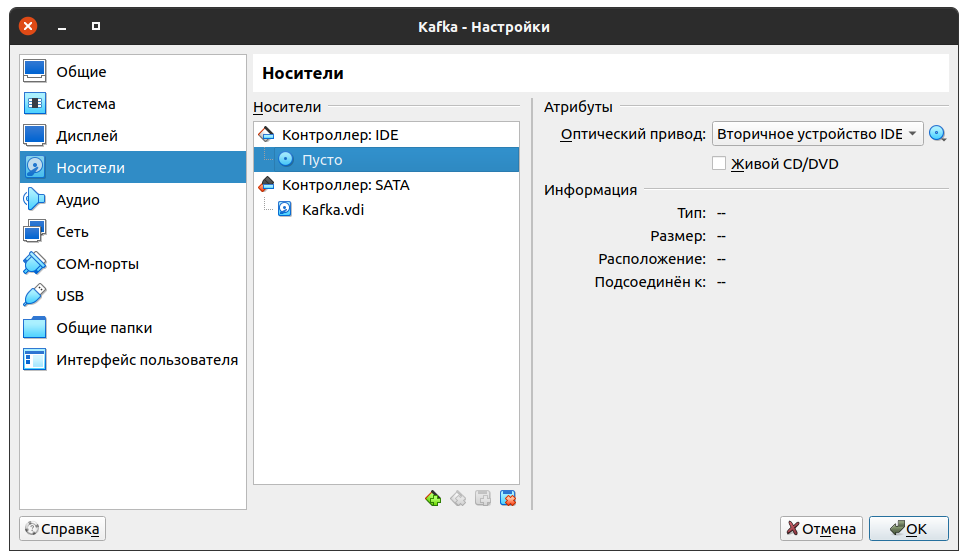 Kafka - Настройки
Общие
Система
Дисплей
Носители
Аудио
Сеть
COM-порты
USB
Общие папки
Интерфейс пользователя
Носители
Носители
Контроллер: IDE
Пусто
Контроллер: SATA
Kafka.vdi
Атрибуты
Оптический привод: Вторичное устройство IDE
Живой CD/DVD
Информация
Тип: --
Размер: --
Расположение: --
Подсоединён к: --
Справка
Отмена
OK